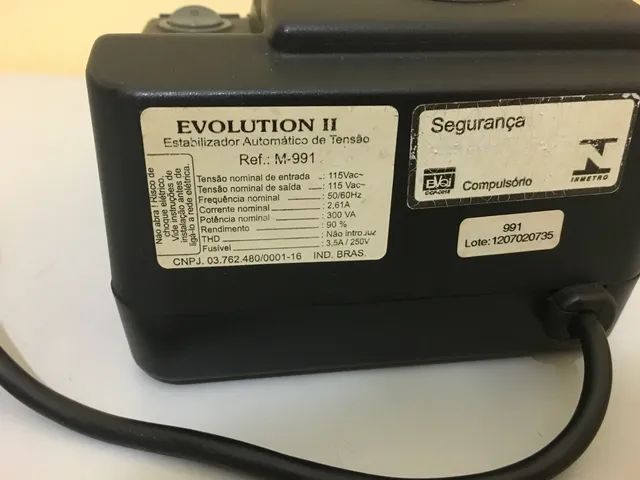 EVOLUTION II
Estabilizador Automático de Tensão
Ref.: M-991
Não abra! Risco de
choque elétrico.
Vide instruções de
instalação antes de
ligá-lo a rede elétrica
Tensão nominal de entrada : 115Vac~
Tensão nominal de saída : 115 Vac~
Frequência nominal : 50/60Hz
Corrente nominal : 2,61A
Potência nominal : 300 VA
Rendimento : 90 %
THD : Não introduz
Fusível : 3,5A / 250V
CNPJ. 03.762.480/0001-16 IND. BRAS.
Segurança
Compulsório
INMETRO
991
Lote:1207020735